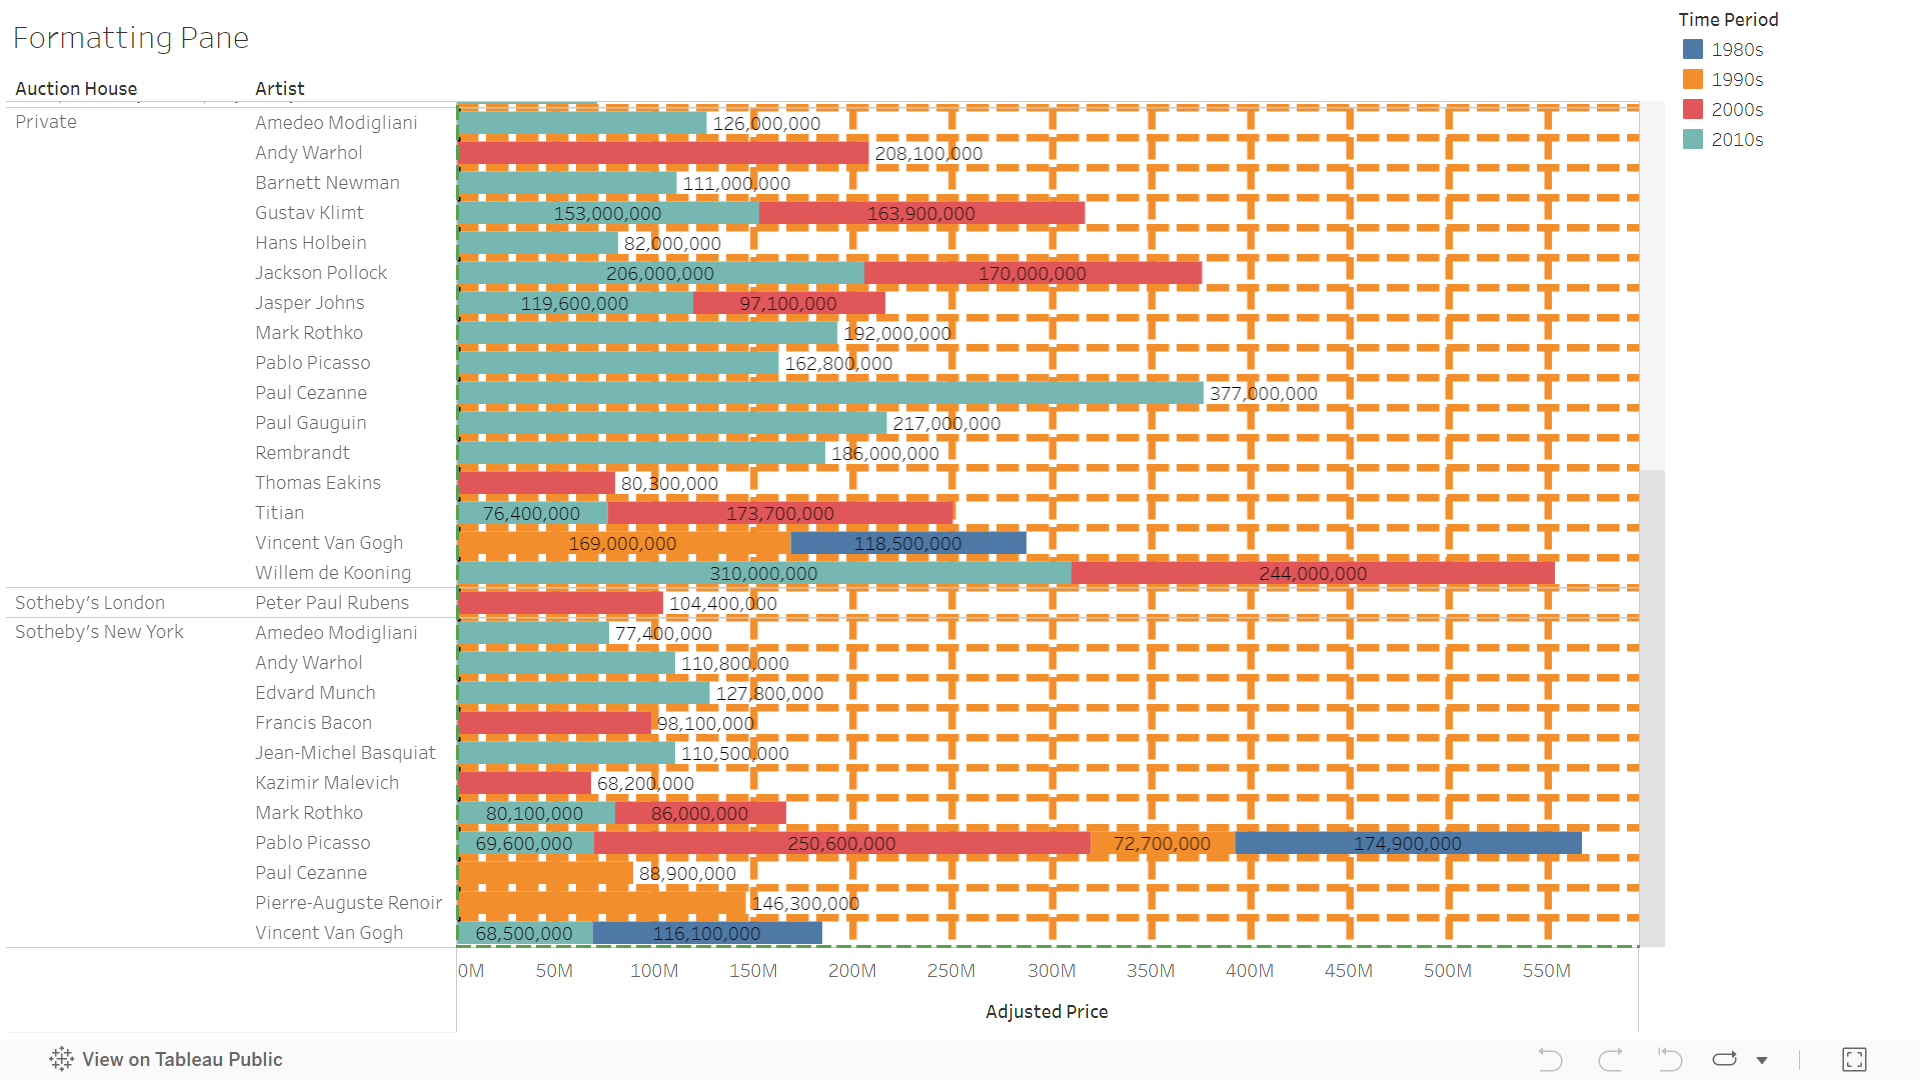 Formatting Pane
Time Period
1980s
1990s
2000s
2010s
Auction House Artist
Private Amedeo Modigliani 126,000,000
Andy Warhol 208,100,000
Barnett Newman 111,000,000
Gustav Klimt 153,000,000 163,900,000
Hans Holbein 82,000,000
Jackson Pollock 206,000,000 170,000,000
Jasper Johns 119,600,000 97,100,000
Mark Rothko 192,000,000
Pablo Picasso 162,800,000
Paul Cezanne 377,000,000
Paul Gauguin 217,000,000
Rembrandt 186,000,000
Thomas Eakins 80,300,000
Titian 76,400,000 173,700,000
Vincent Van Gogh 169,000,000 118,500,000
Willem de Kooning 310,000,000 244,000,000
Sotheby’s London Peter Paul Rubens 104,400,000
Sotheby’s New York Amedeo Modigliani 77,400,000
Andy Warhol 110,800,000
Edvard Munch 127,800,000
Francis Bacon 98,100,000
Jean-Michel Basquiat 110,500,000
Kazimir Malevich 68,200,000
Mark Rothko 80,100,000 86,000,000
Pablo Picasso 69,600,000 250,600,000 72,700,000 174,900,000
Paul Cezanne 88,900,000
Pierre-Auguste Renoir 146,300,000
Vincent Van Gogh 68,500,000 116,100,000
0M 50M 100M 150M 200M 250M 300M 350M 400M 450M 500M 550M
Adjusted Price
View on Tableau Public